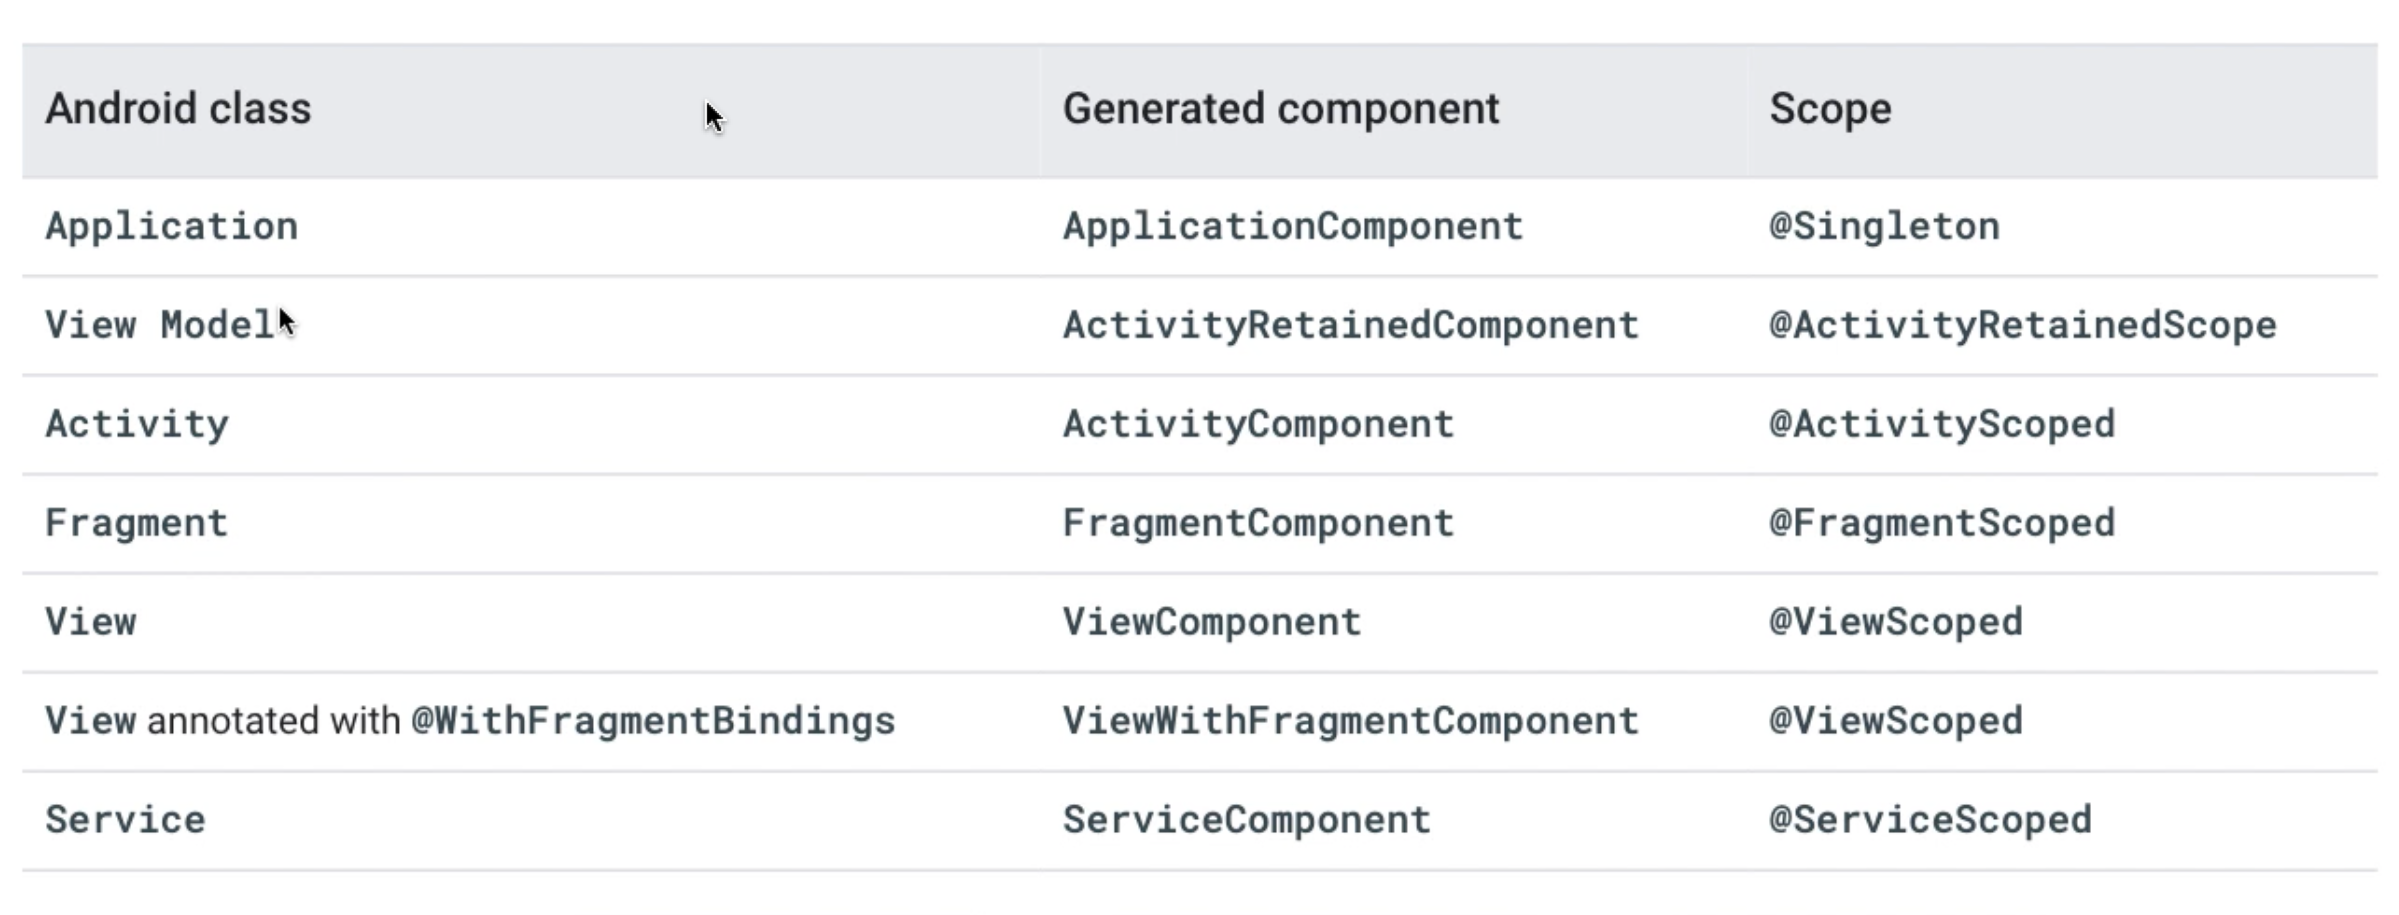 Android class Generated component Scope
Application ApplicationComponent @Singleton
View Model ActivityRetainedComponent @ActivityRetainedScope
Activity ActivityComponent @ActivityScoped
Fragment FragmentComponent @FragmentScoped
View ViewComponent @ViewScoped
View annotated with @WithFragmentBindings ViewWithFragmentComponent @ViewScoped
Service ServiceComponent @ServiceScoped